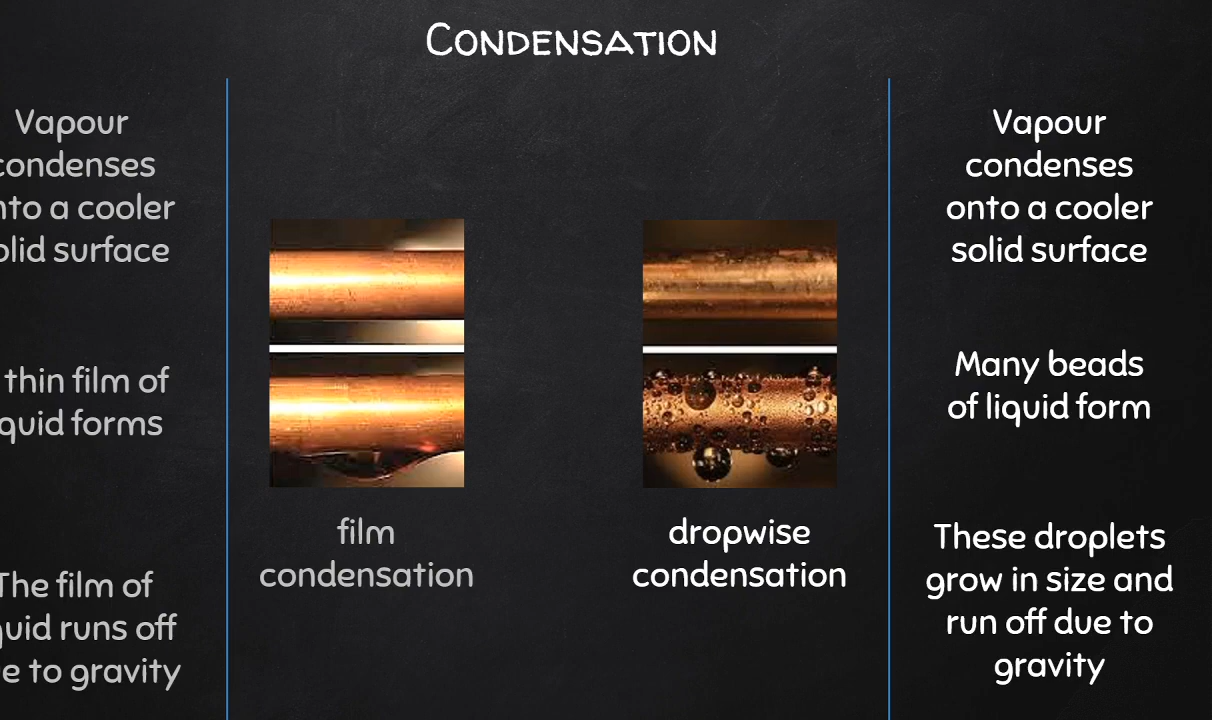 CONDENSATION
Vapour
condenses
nto a cooler
olid surface
thin film of
quid forms
The film of
quid runs off
e to gravity
film
condensation
dropwise
condensation
Vapour
condenses
onto a cooler
solid surface
Many beads
of liquid form
These droplets
grow in size and
run off due to
gravity